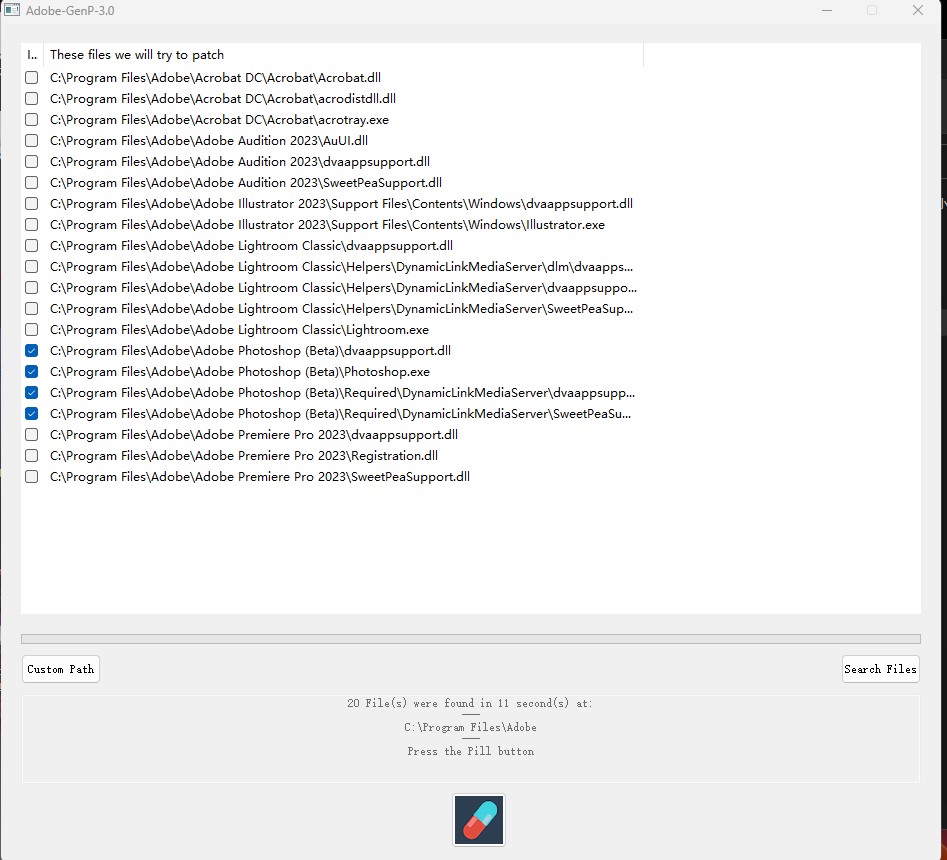 Adobe-GenP-3.0
I... These files we will try to patch
C:\Program Files\Adobe\Acrobat DC\Acrobat\Acrobat.dll
C:\Program Files\Adobe\Acrobat DC\Acrobat\acrodistdll.dll
C:\Program Files\Adobe\Acrobat DC\Acrobat\acrotray.exe
C:\Program Files\Adobe\Adobe Audition 2023\AuUI.dll
C:\Program Files\Adobe\Adobe Audition 2023\dvaappsupport.dll
C:\Program Files\Adobe\Adobe Audition 2023\SweetPeaSupport.dll
C:\Program Files\Adobe\Adobe Illustrator 2023\Support Files\Contents\Windows\dvaappsupport.dll
C:\Program Files\Adobe\Adobe Illustrator 2023\Support Files\Contents\Windows\Illustrator.exe
C:\Program Files\Adobe\Adobe Lightroom Classic\dvaappsupport.dll
C:\Program Files\Adobe\Adobe Lightroom Classic\Helpers\DynamicLinkMediaServer\dlm\dvaapps...
C:\Program Files\Adobe\Adobe Lightroom Classic\Helpers\DynamicLinkMediaServer\dvaappsuppo...
C:\Program Files\Adobe\Adobe Lightroom Classic\Helpers\DynamicLinkMediaServer\SweetPeaSup...
C:\Program Files\Adobe\Adobe Lightroom Classic\Lightroom.exe
C:\Program Files\Adobe\Adobe Photoshop (Beta)\dvaappsupport.dll
C:\Program Files\Adobe\Adobe Photoshop (Beta)\Photoshop.exe
C:\Program Files\Adobe\Adobe Photoshop (Beta)\Required\DynamicLinkMediaServer\dvaappsupp...
C:\Program Files\Adobe\Adobe Photoshop (Beta)\Required\DynamicLinkMediaServer\SweetPeaSu...
C:\Program Files\Adobe\Adobe Premiere Pro 2023\dvaappsupport.dll
C:\Program Files\Adobe\Adobe Premiere Pro 2023\Registration.dll
C:\Program Files\Adobe\Adobe Premiere Pro 2023\SweetPeaSupport.dll
Custom Path
Search Files
20 File(s) were found in 11 second(s) at:
C:\Program Files\Adobe
Press the Pill button